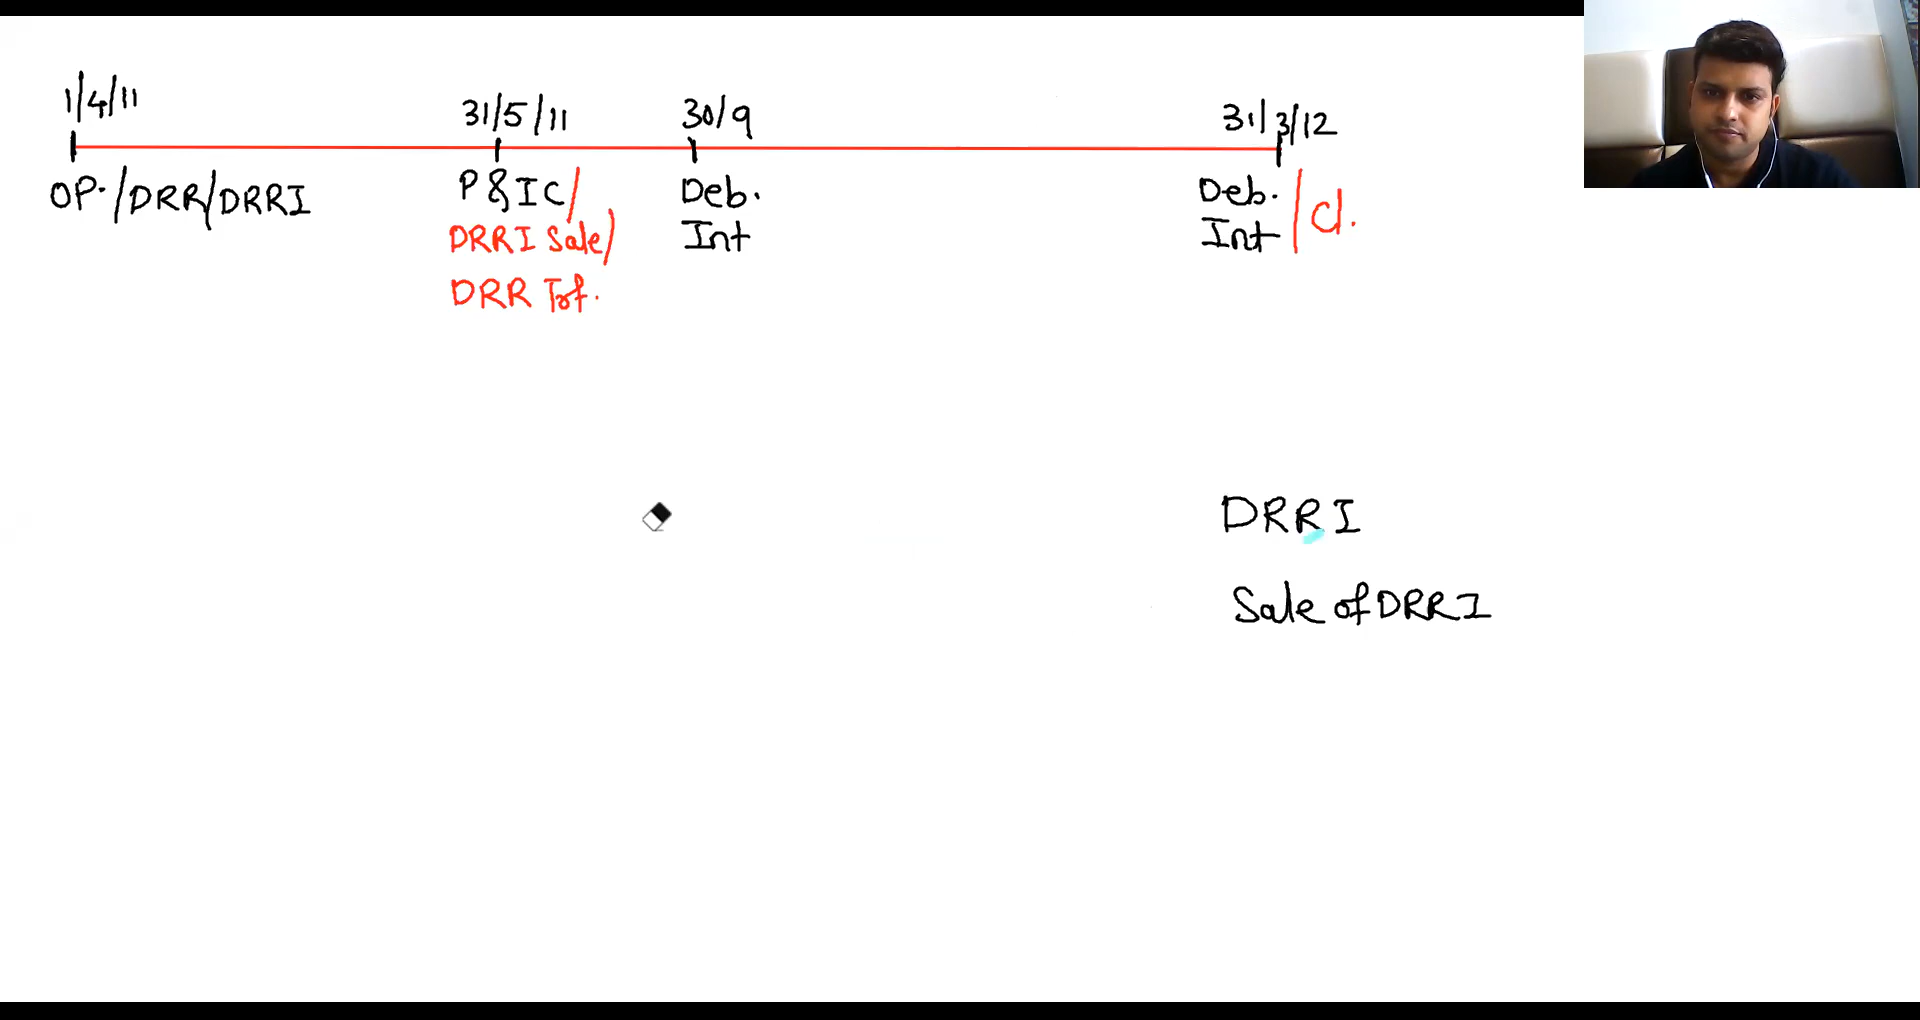 1/4/11 31/5/11 30/9 31/3/12
OP./DRR/DRRI P & IC/ Deb. Deb. /Cl.
DRRI Sale/ Int Int
DRR Trf.
DRRI
Sale of DRRI